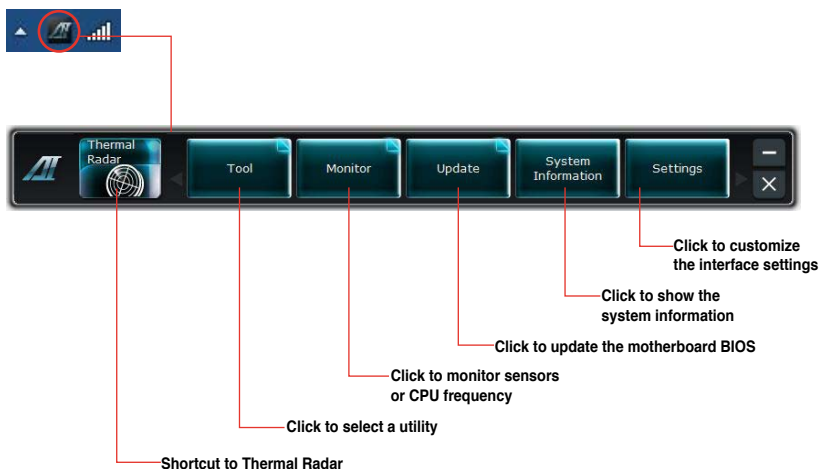 Thermal
Radar
Tool
Monitor
Update
System
Information
Settings
Click to customize
the interface settings
Click to show the
system information
Click to update the motherboard BIOS
Click to monitor sensors
or CPU frequency
Click to select a utility
Shortcut to Thermal Radar